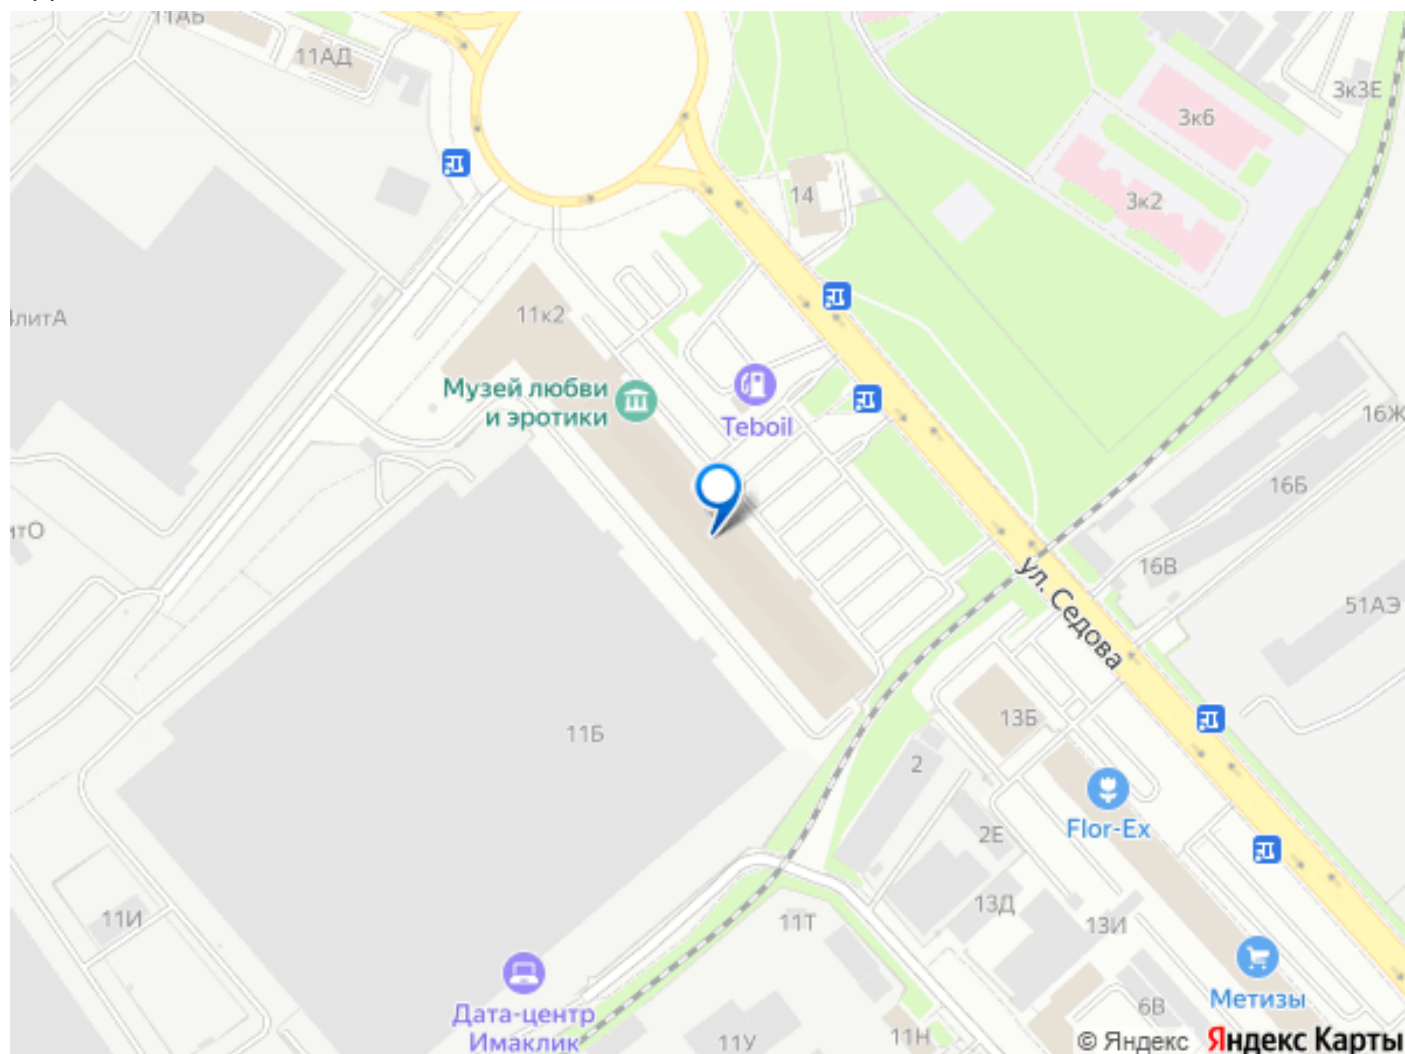 11АБ
11АД
3к3Е
3к6
3к2
14
11к2
Музей любви
и эротики
Teboil
16Ж
16Б
16В
51АЭ
ул. Седова
13Б
11Б
2
Flor-Ex
2Е
13Д
13И
11И
11Т
Дата-центр
Имаклик
Метизы
6В
11У
11Н
© Яндекс Яндекс Карты